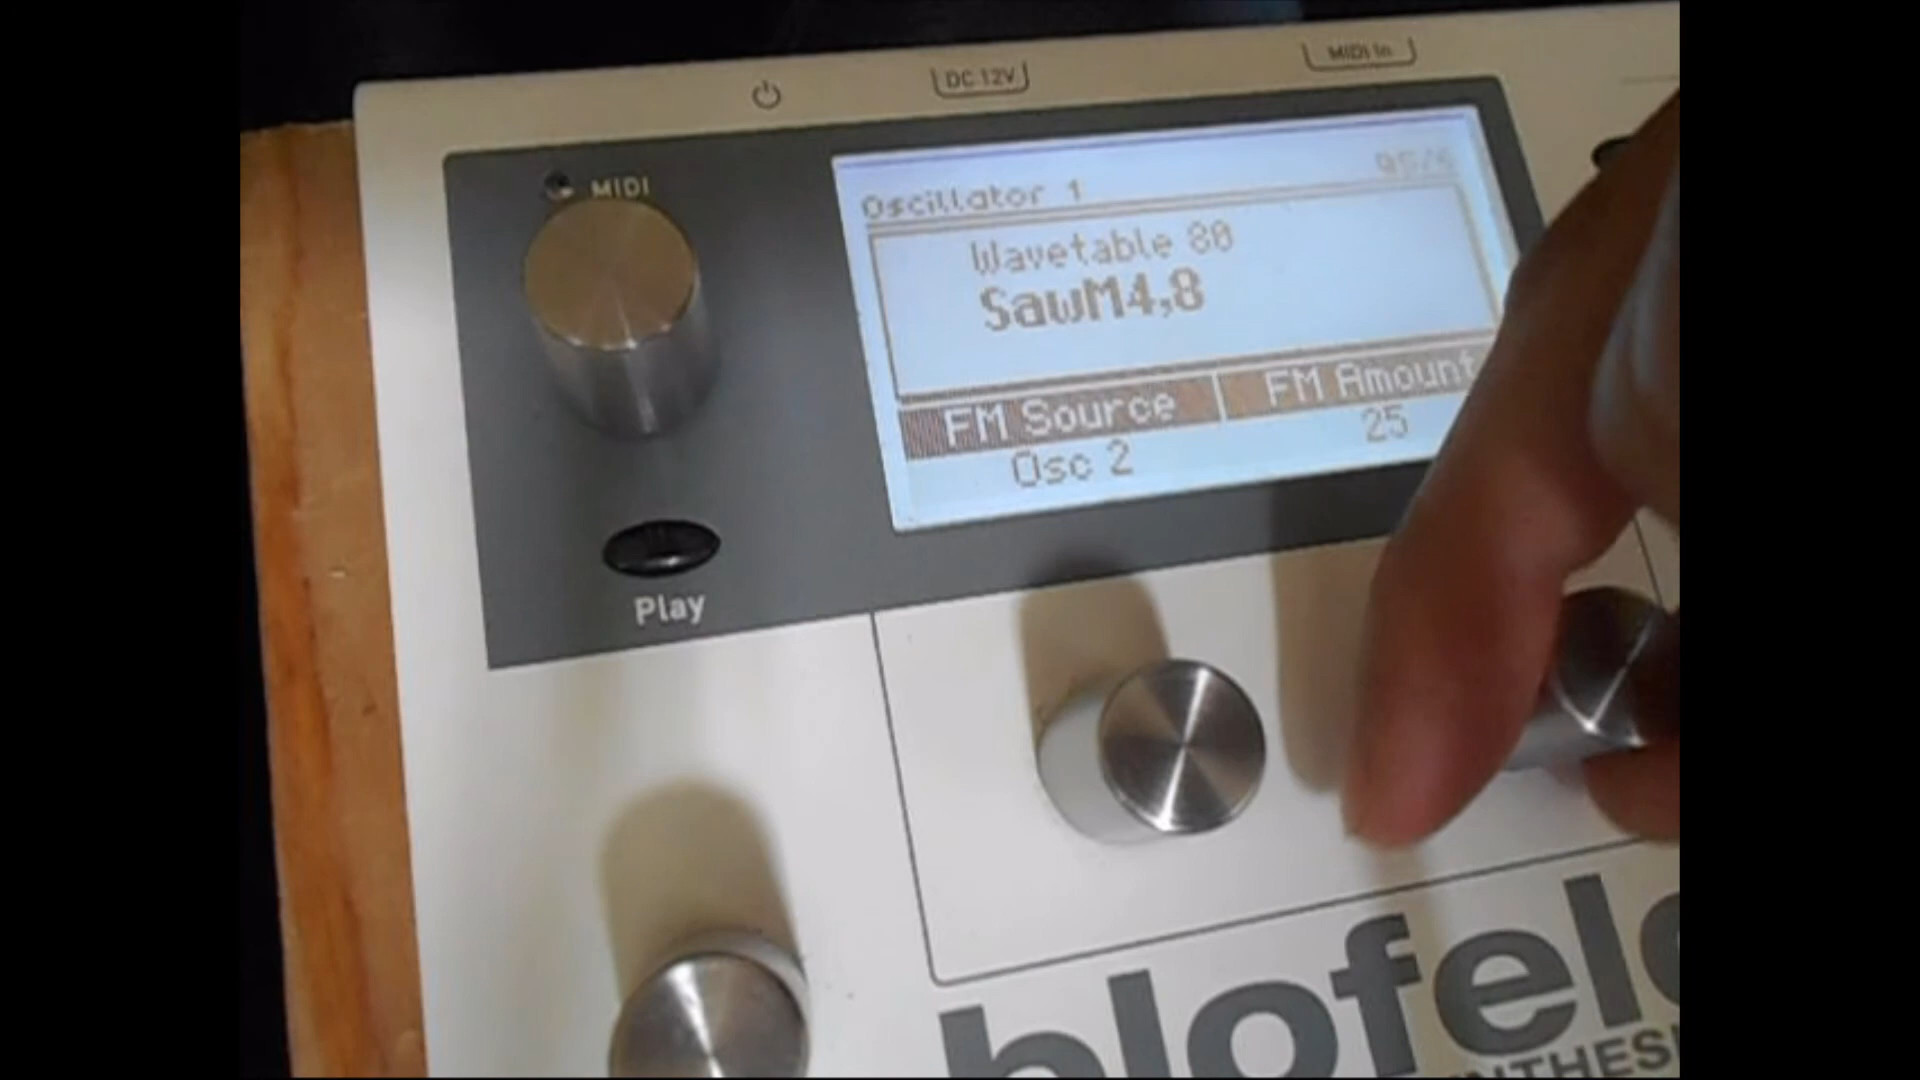 DC 12V
MIDI In
MIDI
Oscillator 1
Wavetable 80
SawM4,8
FM Source
FM Amount
Osc 2
25
Play
blofel